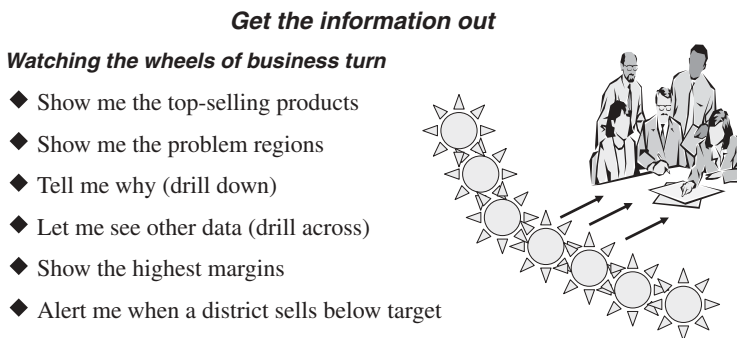 Get the information out
Watching the wheels of business turn
◆ Show me the top-selling products
◆ Show me the problem regions
◆ Tell me why (drill down)
◆ Let me see other data (drill across)
◆ Show the highest margins
◆ Alert me when a district sells below target